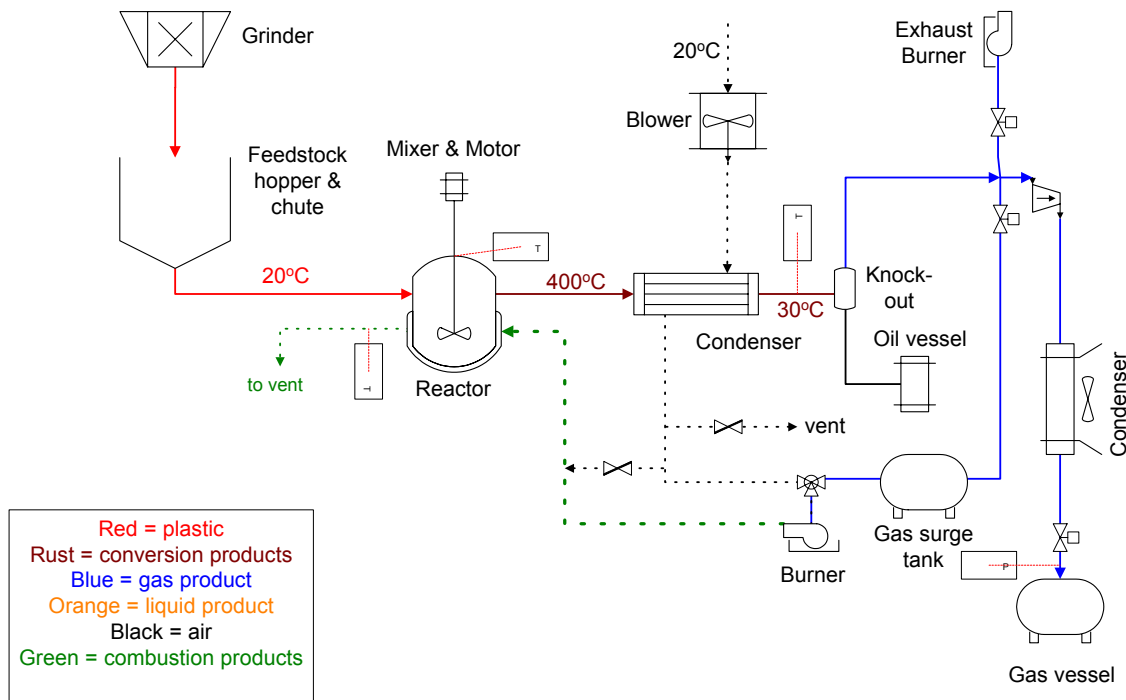 Grinder
Exhaust
Burner
20ºC
Blower
Mixer & Motor
Feedstock
hopper &
chute
T
T
20ºC
400ºC
30ºC
Knock-
out
Condenser
Oil vessel
T
to vent
Reactor
vent
Condenser
Gas surge
tank
Burner
P
Gas vessel
Red = plastic
Rust = conversion products
Blue = gas product
Orange = liquid product
Black = air
Green = combustion products